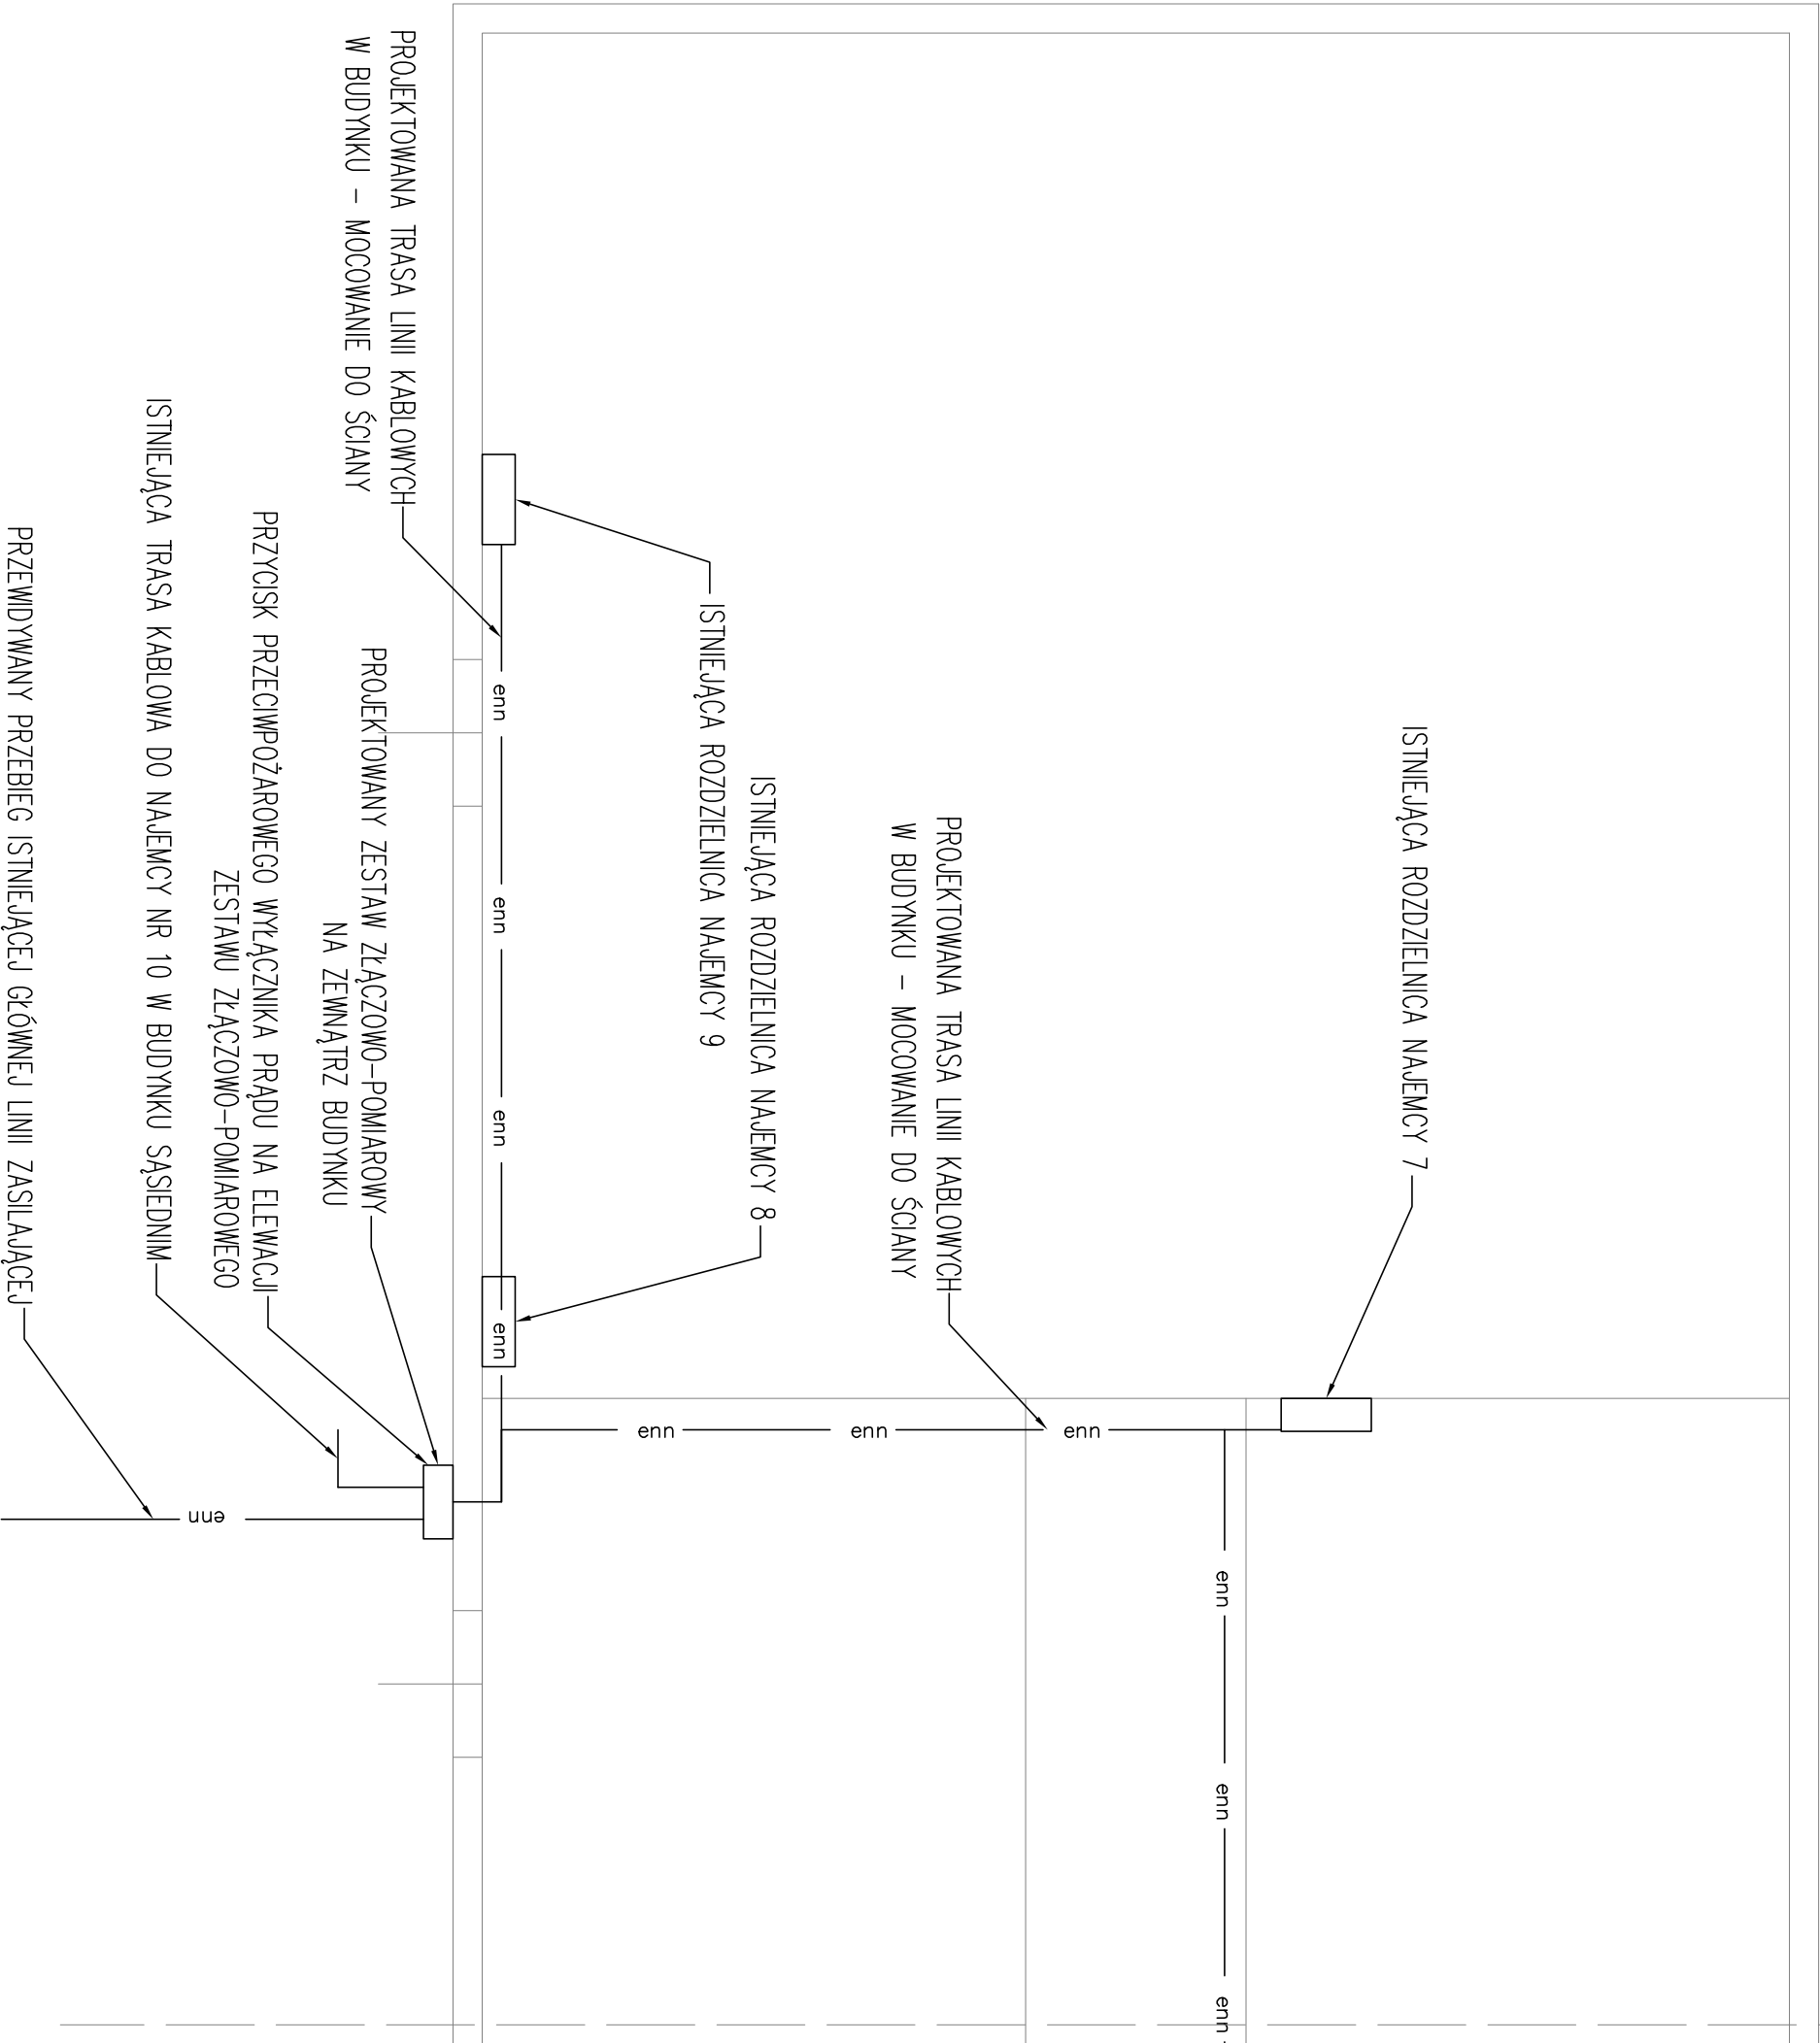 ISTNIEJĄCA ROZDZIELNICA NAJEMCY 7
PROJEKTOWANA TRASA LINII KABLOWYCH
W BUDYNKU - MOCOWANIE DO ŚCIANY
enn
enn
enn
enn
enn
enn
ISTNIEJĄCA ROZDZIELNICA NAJEMCY 8
ISTNIEJĄCA ROZDZIELNICA NAJEMCY 9
enn
enn
enn
enn
PROJEKTOWANA TRASA LINII KABLOWYCH
W BUDYNKU - MOCOWANIE DO ŚCIANY
PROJEKTOWANY ZESTAW ZŁĄCZOWO-POMIAROWY
NA ZEWNĄTRZ BUDYNKU
PRZYCISK PRZECIWPOŻAROWEGO WYŁĄCZNIKA PRĄDU NA ELEWACJI
ZESTAWU ZŁĄCZOWO-POMIAROWEGO
enn
ISTNIEJĄCA TRASA KABLOWA DO NAJEMCY NR 10 W BUDYNKU SĄSIEDNIM
PRZEWIDYWANY PRZEBIEG ISTNIEJĄCEJ GŁÓWNEJ LINII ZASILAJĄCEJ